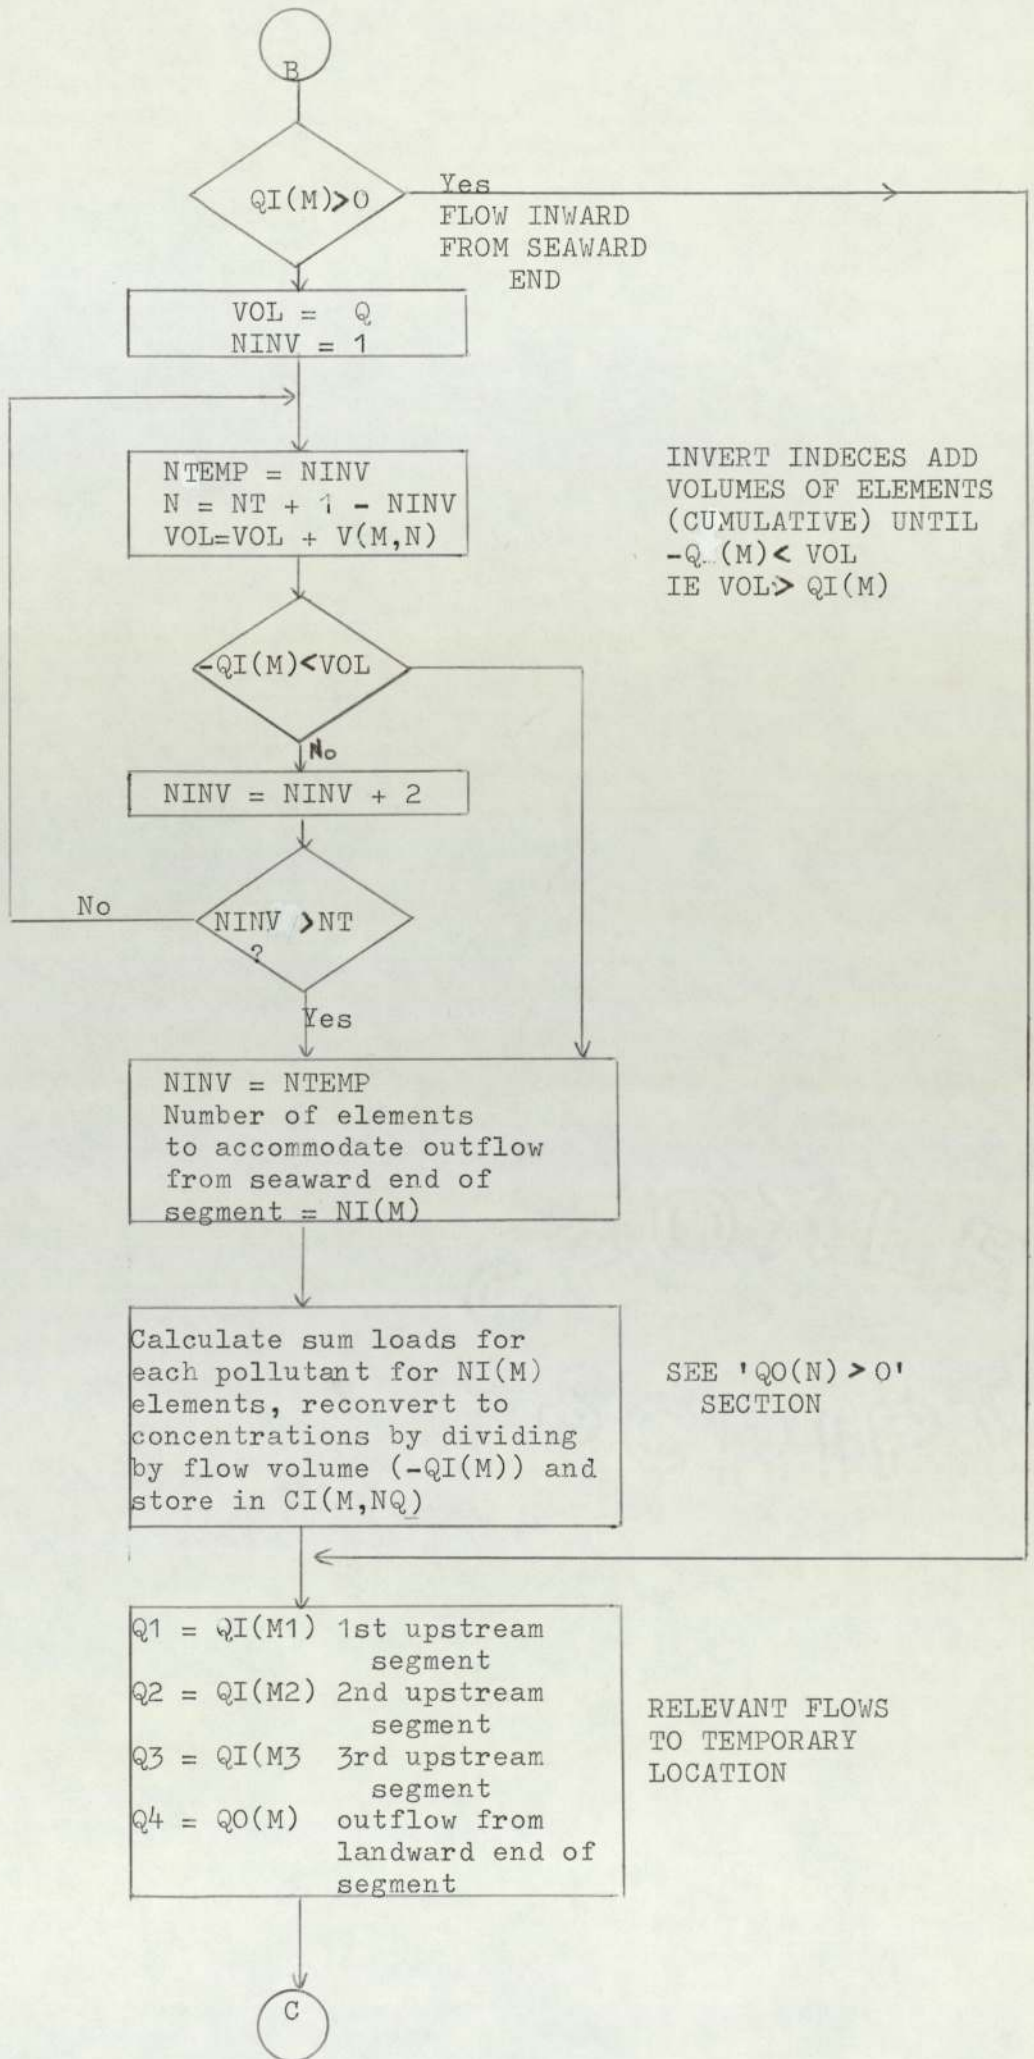 B
QI(M)>0
Yes
FLOW INWARD
FROM SEAWARD
END
VOL = Q
NINV = 1
NTEMP = NINV
N = NT + 1 - NINV
VOL=VOL + V(M,N)
INVERT INDECES ADD
VOLUMES OF ELEMENTS
(CUMULATIVE) UNTIL
-Q (M)< VOL
IE VOL> QI(M)
-QI(M)<VOL
No
NINV = NINV + 2
No
NINV >NT
?
Yes
NINV = NTEMP
Number of elements
to accommodate outflow
from seaward end of
segment = NI(M)
Calculate sum loads for
each pollutant for NI(M)
elements, reconvert to
concentrations by dividing
by flow volume (-QI(M)) and
store in CI(M,NQ)
SEE 'QO(N) > O'
SECTION
Q1 = QI(M1) 1st upstream
segment
Q2 = QI(M2) 2nd upstream
segment
Q3 = QI(M3 3rd upstream
segment
Q4 = QO(M) outflow from
landward end of
segment
RELEVANT FLOWS
TO TEMPORARY
LOCATION
C